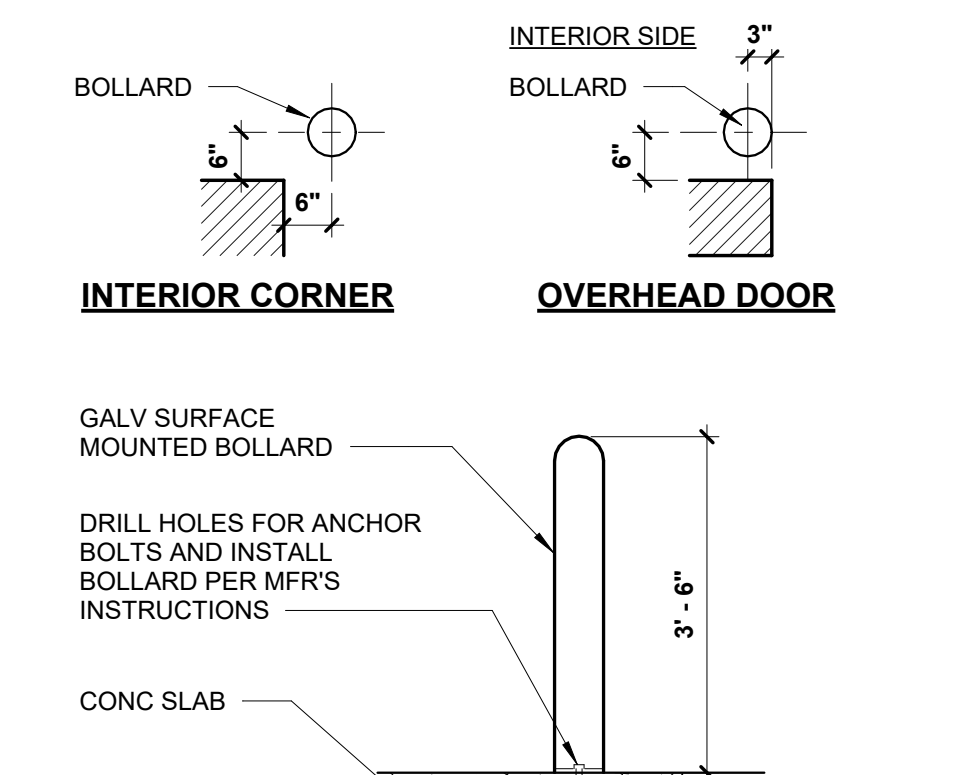 BOLLARD
6"
6"
INTERIOR CORNER
INTERIOR SIDE
3"
BOLLARD
6"
OVERHEAD DOOR
GALV SURFACE
MOUNTED BOLLARD
DRILL HOLES FOR ANCHOR
BOLTS AND INSTALL
BOLLARD PER MFR'S
INSTRUCTIONS
3' - 6"
CONC SLAB